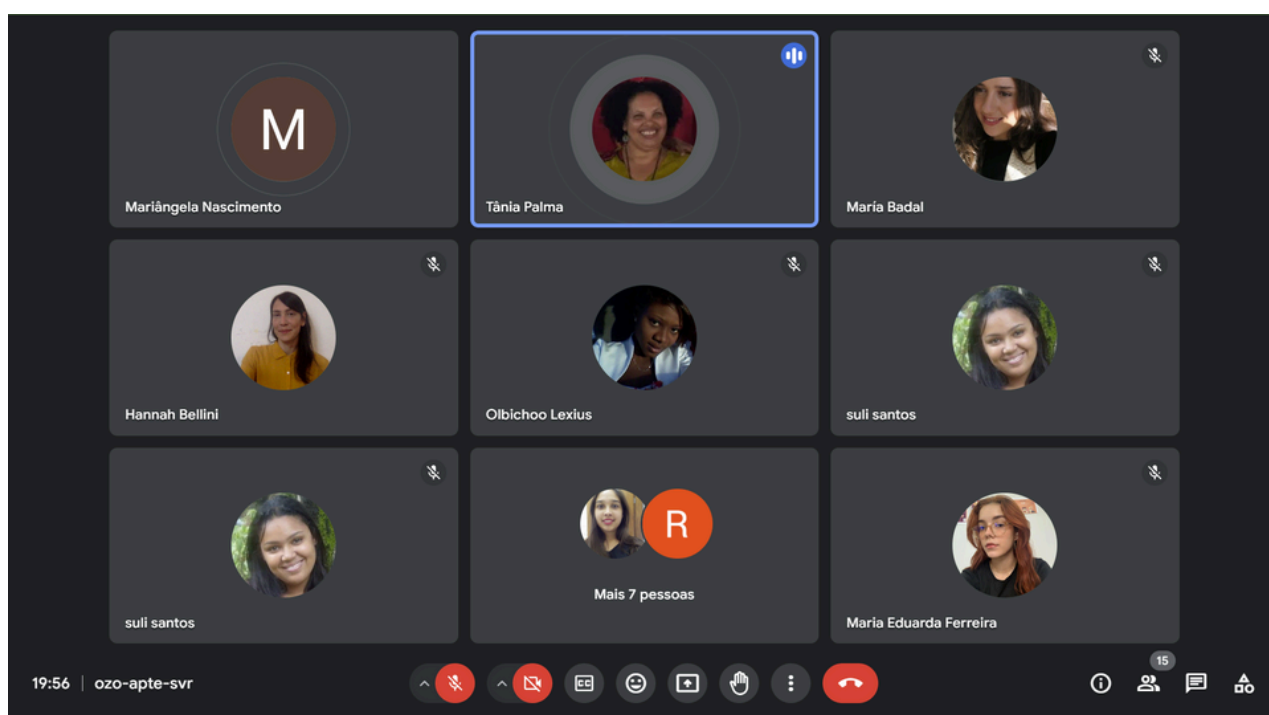 M
Mariângela Nascimento
Tânia Palma
María Badal
Hannah Bellini
Olbichoo Lexius
suli santos
suli santos
R
Mais 7 pessoas
Maria Eduarda Ferreira
19:56 | ozo-apte-svr
CC
15